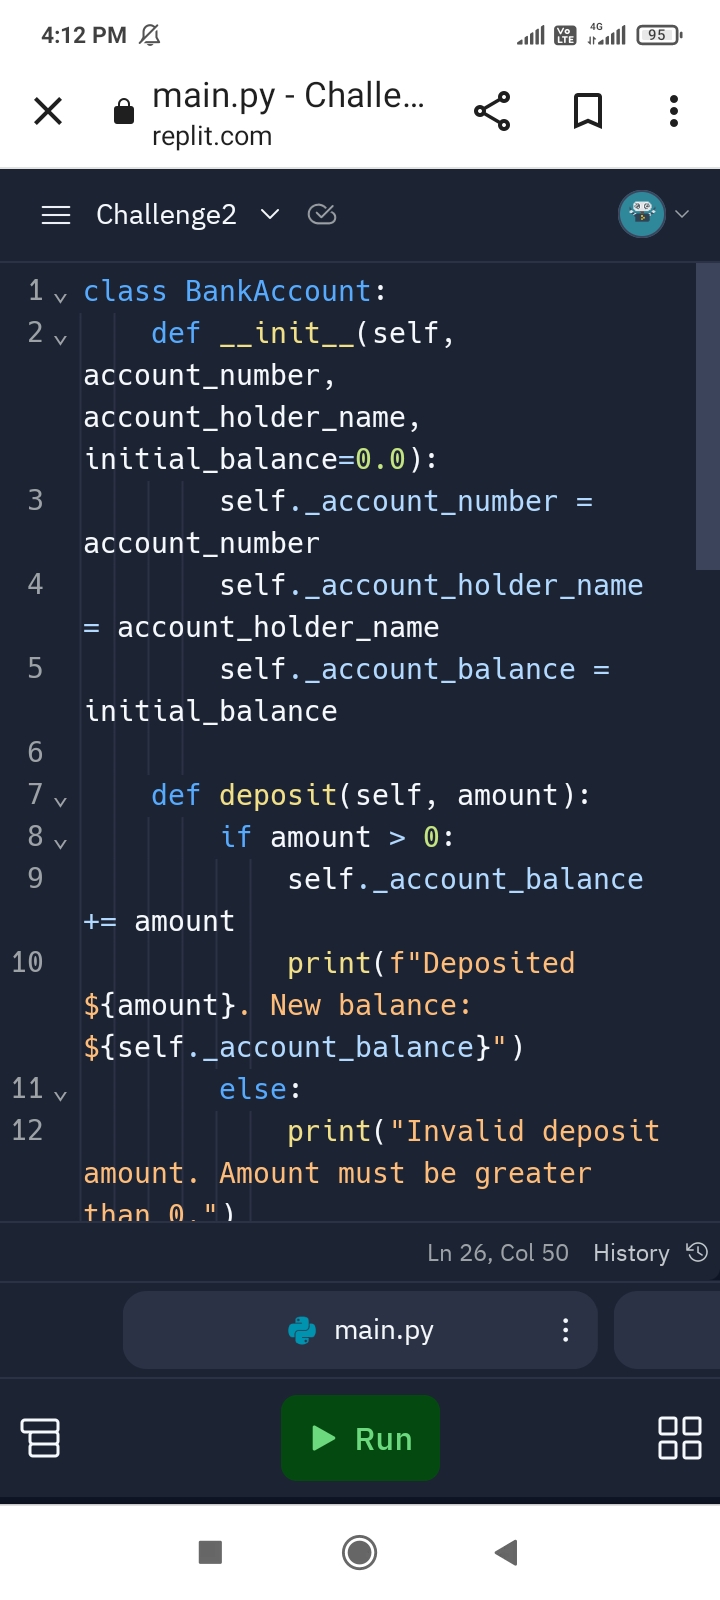 4:12 PM
Vo LTE
4G
95
main.py - Challe...
replit.com
Challenge2
1 class BankAccount:
2     def __init__(self,
account_number,
account_holder_name,
initial_balance=0.0):
3         self._account_number =
account_number
4         self._account_holder_name
= account_holder_name
5         self._account_balance =
initial_balance
6
7     def deposit(self, amount):
8         if amount > 0:
9             self._account_balance
+= amount
10             print(f"Deposited
${amount}. New balance:
${self._account_balance}")
11         else:
12             print("Invalid deposit
amount. Amount must be greater
than 0.")
Ln 26, Col 50 History
main.py
Run